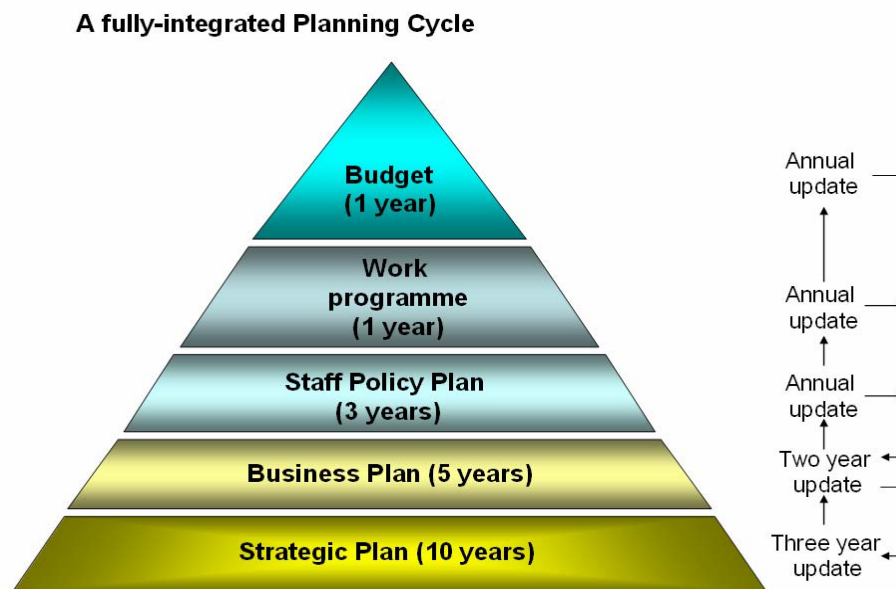 A fully-integrated Planning Cycle
Budget
(1 year)
Annual
update
Work
programme
(1 year)
Annual
update
Staff Policy Plan
(3 years)
Annual
update
Business Plan (5 years)
Two year
update
Strategic Plan (10 years)
Three year
update